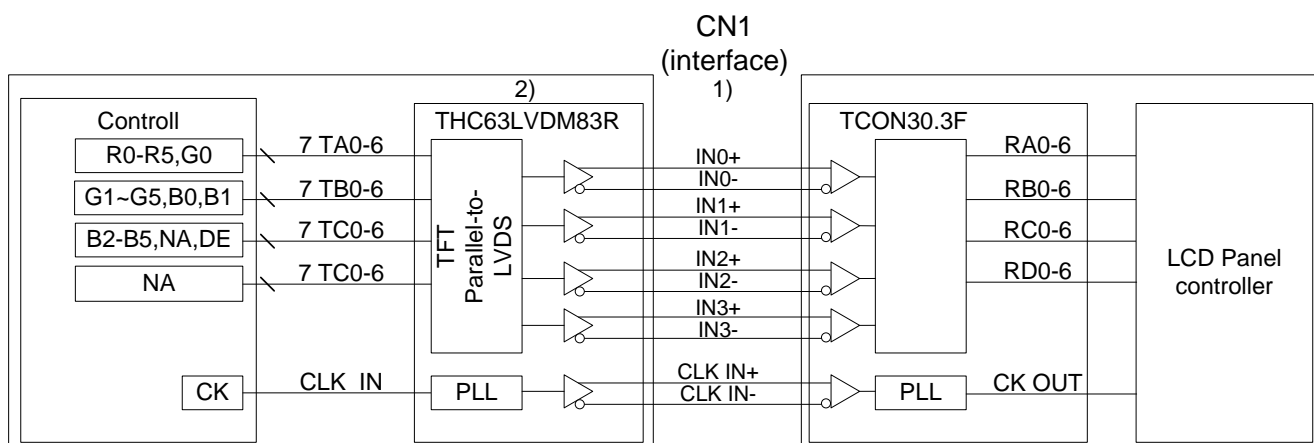 CN1
(interface)
2)
1)
Controll
THC63LVDM83R
TCON30.3F
R0-R5,G0
7 TA0-6
IN0+
IN0-
RA0-6
G1~G5,B0,B1
7 TB0-6
IN1+
IN1-
RB0-6
B2-B5,NA,DE
7 TC0-6
IN2+
IN2-
RC0-6
NA
7 TC0-6
IN3+
IN3-
RD0-6
TFT
Parallel-to-
LVDS
LCD Panel
controller
CK
CLK IN
PLL
CLK IN+
CLK IN-
PLL
CK OUT